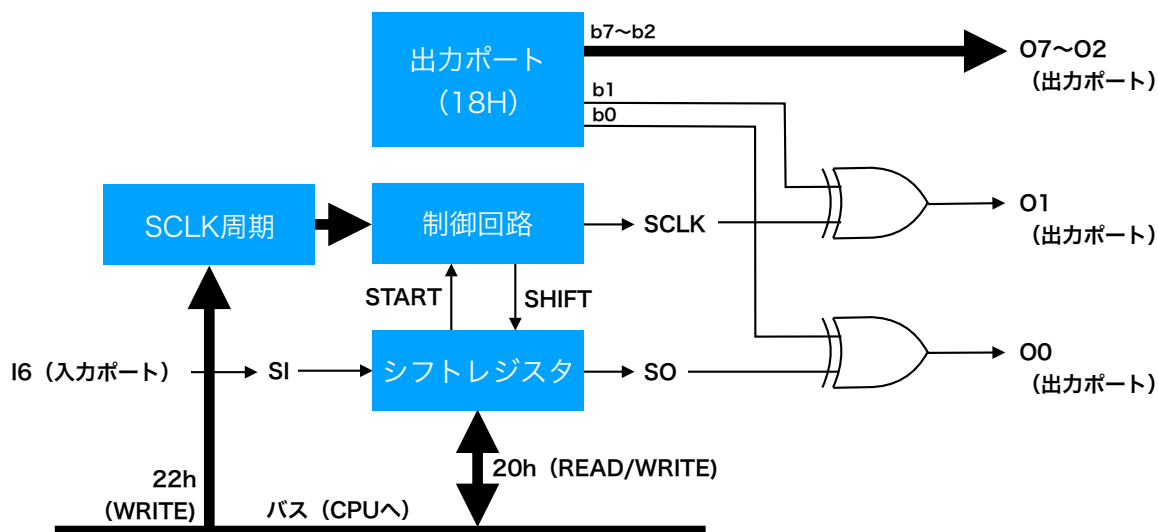 出力ポート
（18H）
b7〜b2
b1
b0
O7〜O2
（出力ポート）
SCLK周期
制御回路
SCLK
O1
（出力ポート）
START
SHIFT
I6（入力ポート）
SI
シフトレジスタ
SO
O0
（出力ポート）
22h
（WRITE）
20h（READ/WRITE）
バス（CPUへ）